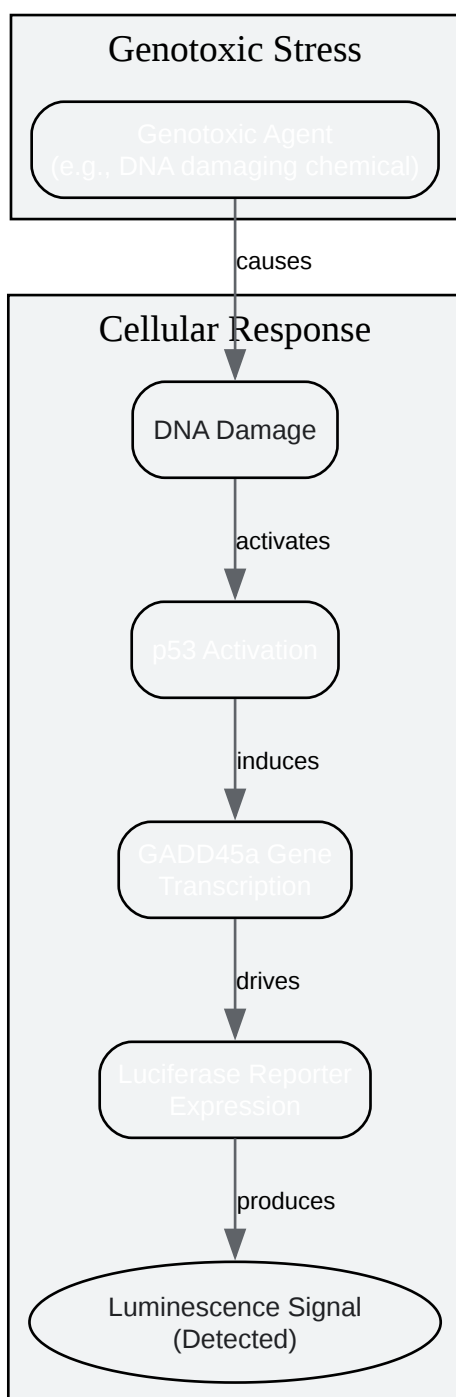 Genotoxic Stress
Genotoxic Agent
(e.g., DNA damaging chemical)
causes
Cellular Response
DNA Damage
activates
p53 Activation
induces
GADD45a Gene
Transcription
drives
Luciferase Reporter
Expression
produces
Luminescence Signal
(Detected)